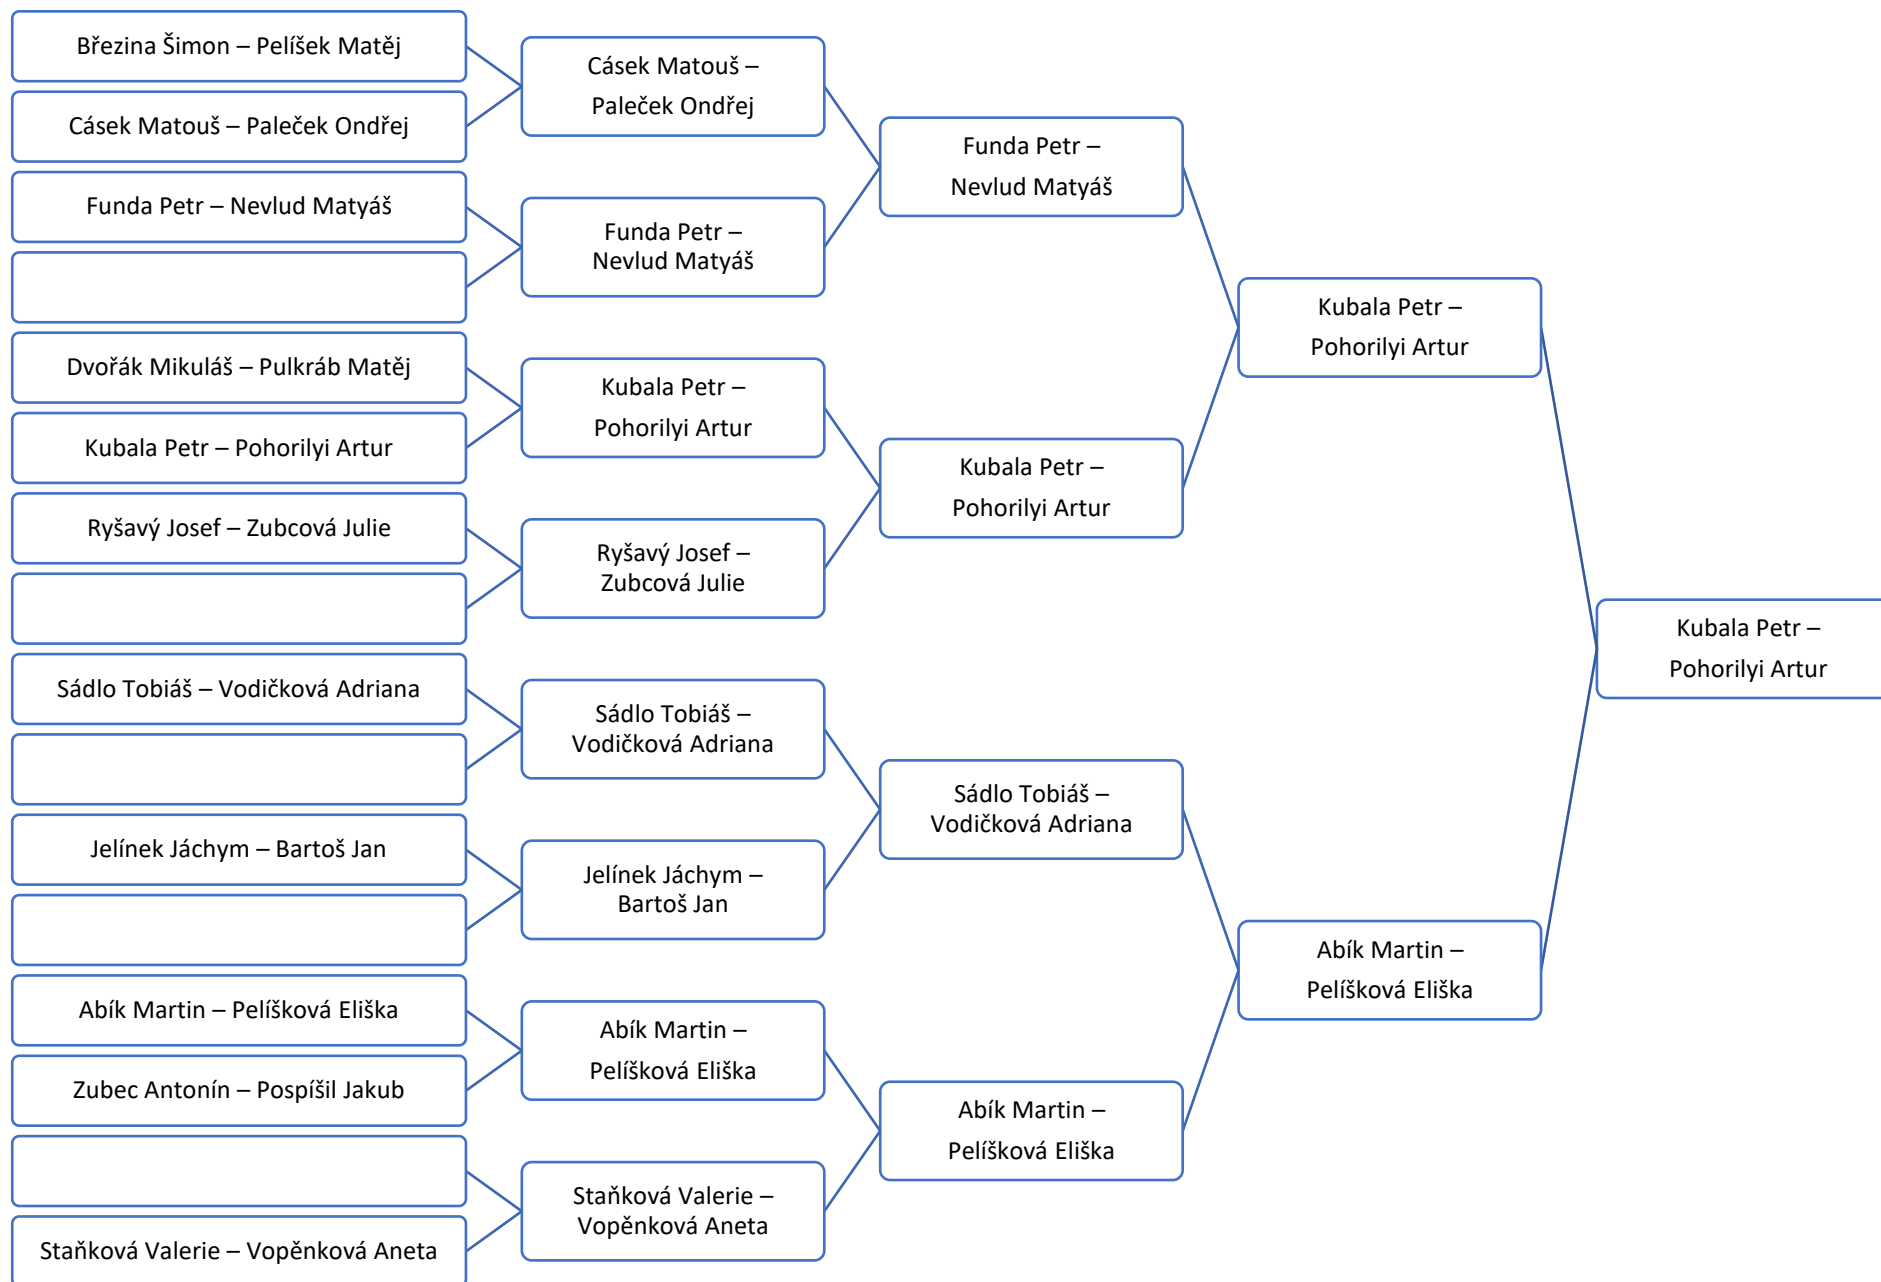 Březina Šimon – Pelíšek Matěj
Cásek Matouš – Paleček Ondřej
Funda Petr – Nevlud Matyáš
Dvořák Mikuláš – Pulkráb Matěj
Kubala Petr – Pohorilyi Artur
Ryšavý Josef – Zubcová Julie
Sádlo Tobiáš – Vodičková Adriana
Jelínek Jáchym – Bartoš Jan
Abík Martin – Pelíšková Eliška
Zubec Antonín – Pospíšil Jakub
Staňková Valerie – Vopěnková Aneta
Cásek Matouš –
Paleček Ondřej
Funda Petr –
Nevlud Matyáš
Kubala Petr –
Pohorilyi Artur
Ryšavý Josef –
Zubcová Julie
Sádlo Tobiáš –
Vodičková Adriana
Jelínek Jáchym –
Bartoš Jan
Abík Martin –
Pelíšková Eliška
Staňková Valerie –
Vopěnková Aneta
Funda Petr –
Nevlud Matyáš
Kubala Petr –
Pohorilyi Artur
Sádlo Tobiáš –
Vodičková Adriana
Abík Martin –
Pelíšková Eliška
Kubala Petr –
Pohorilyi Artur
Abík Martin –
Pelíšková Eliška
Kubala Petr –
Pohorilyi Artur